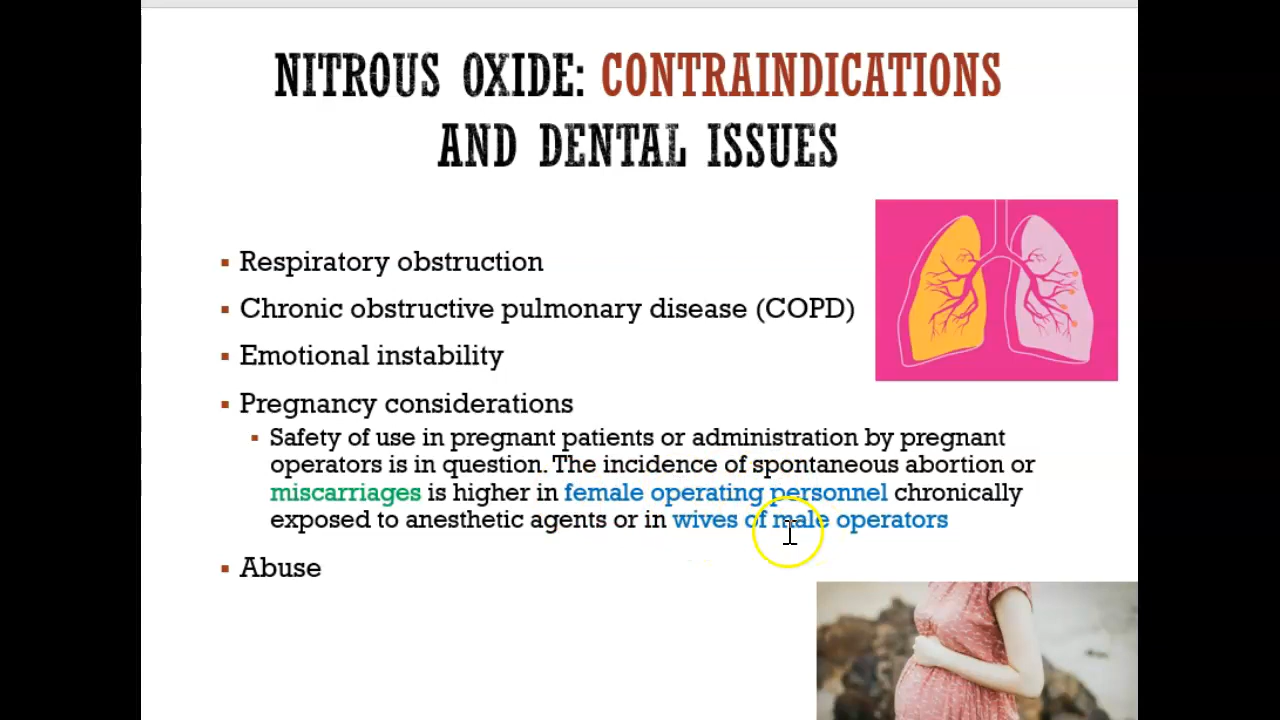 NITROUS OXIDE: CONTRAINDICATIONS
AND DENTAL ISSUES
▪ Respiratory obstruction
▪ Chronic obstructive pulmonary disease (COPD)
▪ Emotional instability
▪ Pregnancy considerations
▪ Safety of use in pregnant patients or administration by pregnant
operators is in question. The incidence of spontaneous abortion or
miscarriages is higher in female operating personnel chronically
exposed to anesthetic agents or in wives of male operators
▪ Abuse